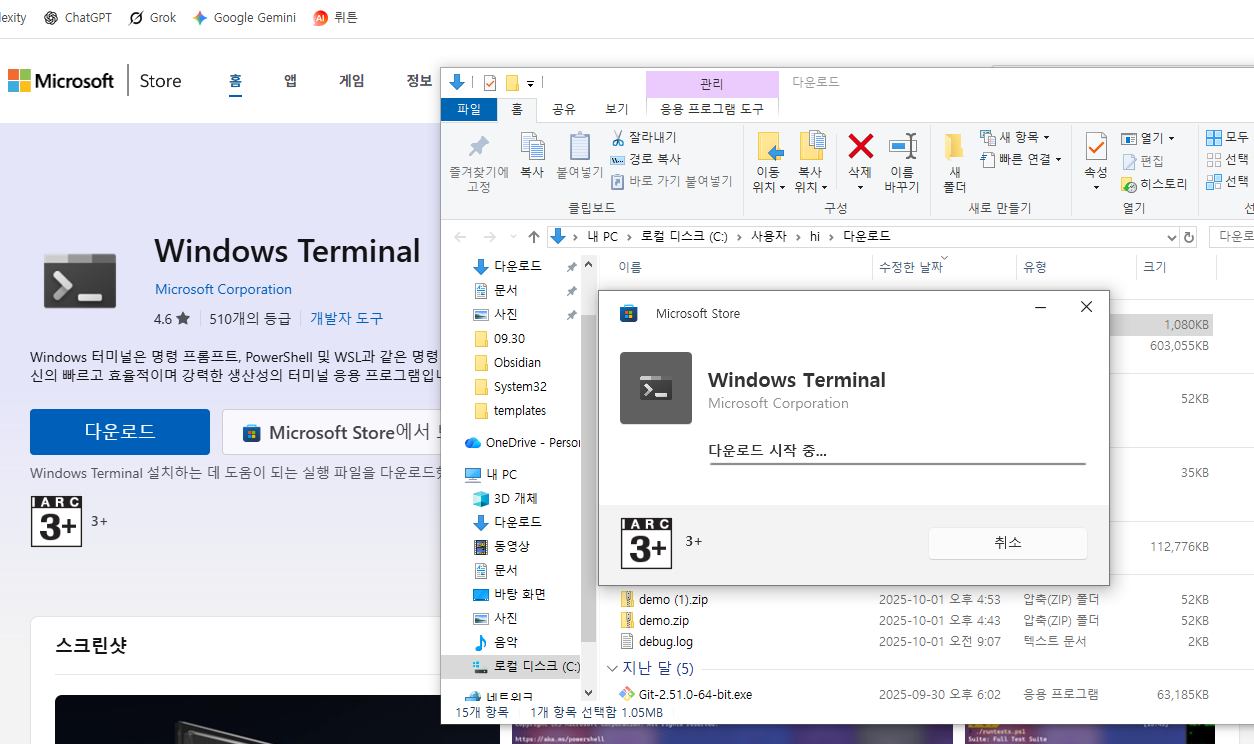 ChatGPT Grok Google Gemini 뤼튼
Microsoft Store 홈 앱 게임 정보
관리 다운로드
파일 홈 공유 보기 응용 프로그램 도구
즐겨찾기에 고정
복사
붙여넣기
잘라내기
경로 복사
바로 가기 붙여넣기
클립보드
이동 위치
복사 위치
삭제
이름 바꾸기
구성
새 폴더
새 항목
빠른 연결
새로 만들기
속성
열기
편집
히스토리
열기
모두
선택
선택
내 PC > 로컬 디스크 (C:) > 사용자 > hi > 다운로드
이름 수정한 날짜 유형 크기
Windows Terminal
Microsoft Corporation
4.6 510개의 등급 개발자 도구
Windows 터미널은 명령 프롬프트, PowerShell 및 WSL과 같은 명령
신의 빠르고 효율적이며 강력한 생산성의 터미널 응용 프로그램입니
다운로드
Microsoft Store에서
Windows Terminal 설치하는 데 도움이 되는 실행 파일을 다운로드
IARC
3+
3+
스크린샷
다운로드
문서
사진
09.30
Obsidian
System32
templates
OneDrive - Person
내 PC
3D 개체
다운로드
동영상
문서
바탕 화면
사진
음악
로컬 디스크 (C:)
네트워크
Microsoft Store
Windows Terminal
Microsoft Corporation
다운로드 시작 중...
IARC
3+
3+
취소
1,080KB
603,055KB
52KB
35KB
112,776KB
demo (1).zip 2025-10-01 오후 4:53 압축(ZIP) 폴더 52KB
demo.zip 2025-10-01 오후 4:43 압축(ZIP) 폴더 52KB
debug.log 2025-10-01 오전 9:07 텍스트 문서 2KB
지난 달 (5)
Git-2.51.0-64-bit.exe 2025-09-30 오후 6:02 응용 프로그램 63,185KB
15개 항목 1개 항목 선택함 1.05MB
https://aka.ms/powershell
./runtests.ps1
Suite: Full Test Suite